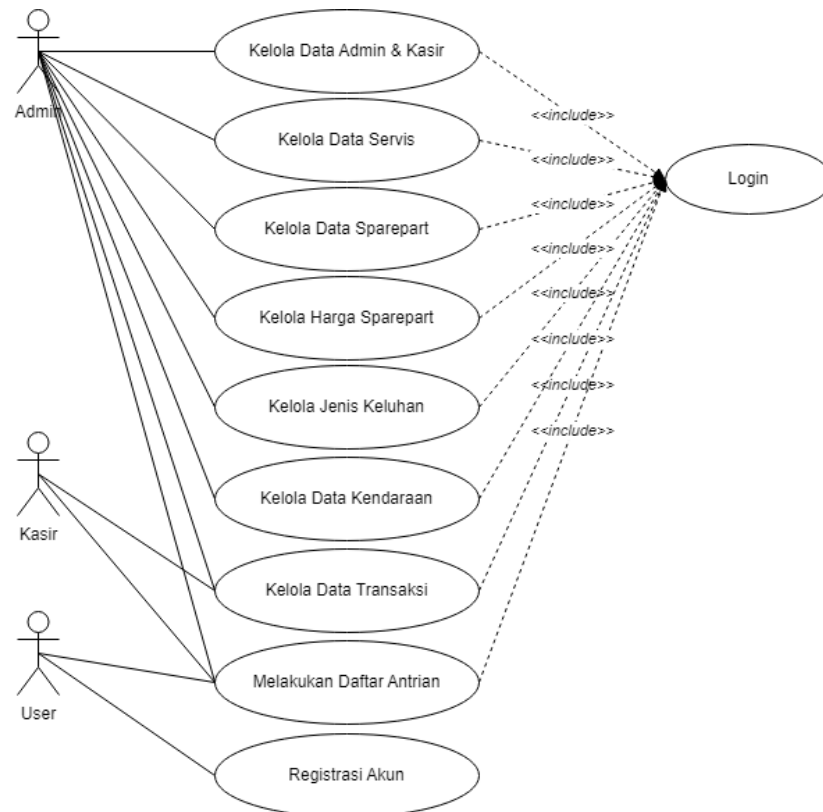 Kelola Data Admin & Kasir
Admin
<<include>>
Kelola Data Servis
<<include>>
Login
<<include>>
Kelola Data Sparepart
<<include>>
<<include>>
Kelola Harga Sparepart
<<include>>
<<include>>
Kelola Jenis Keluhan
<<include>>
Kelola Data Kendaraan
Kasir
Kelola Data Transaksi
Melakukan Daftar Antrian
User
Registrasi Akun